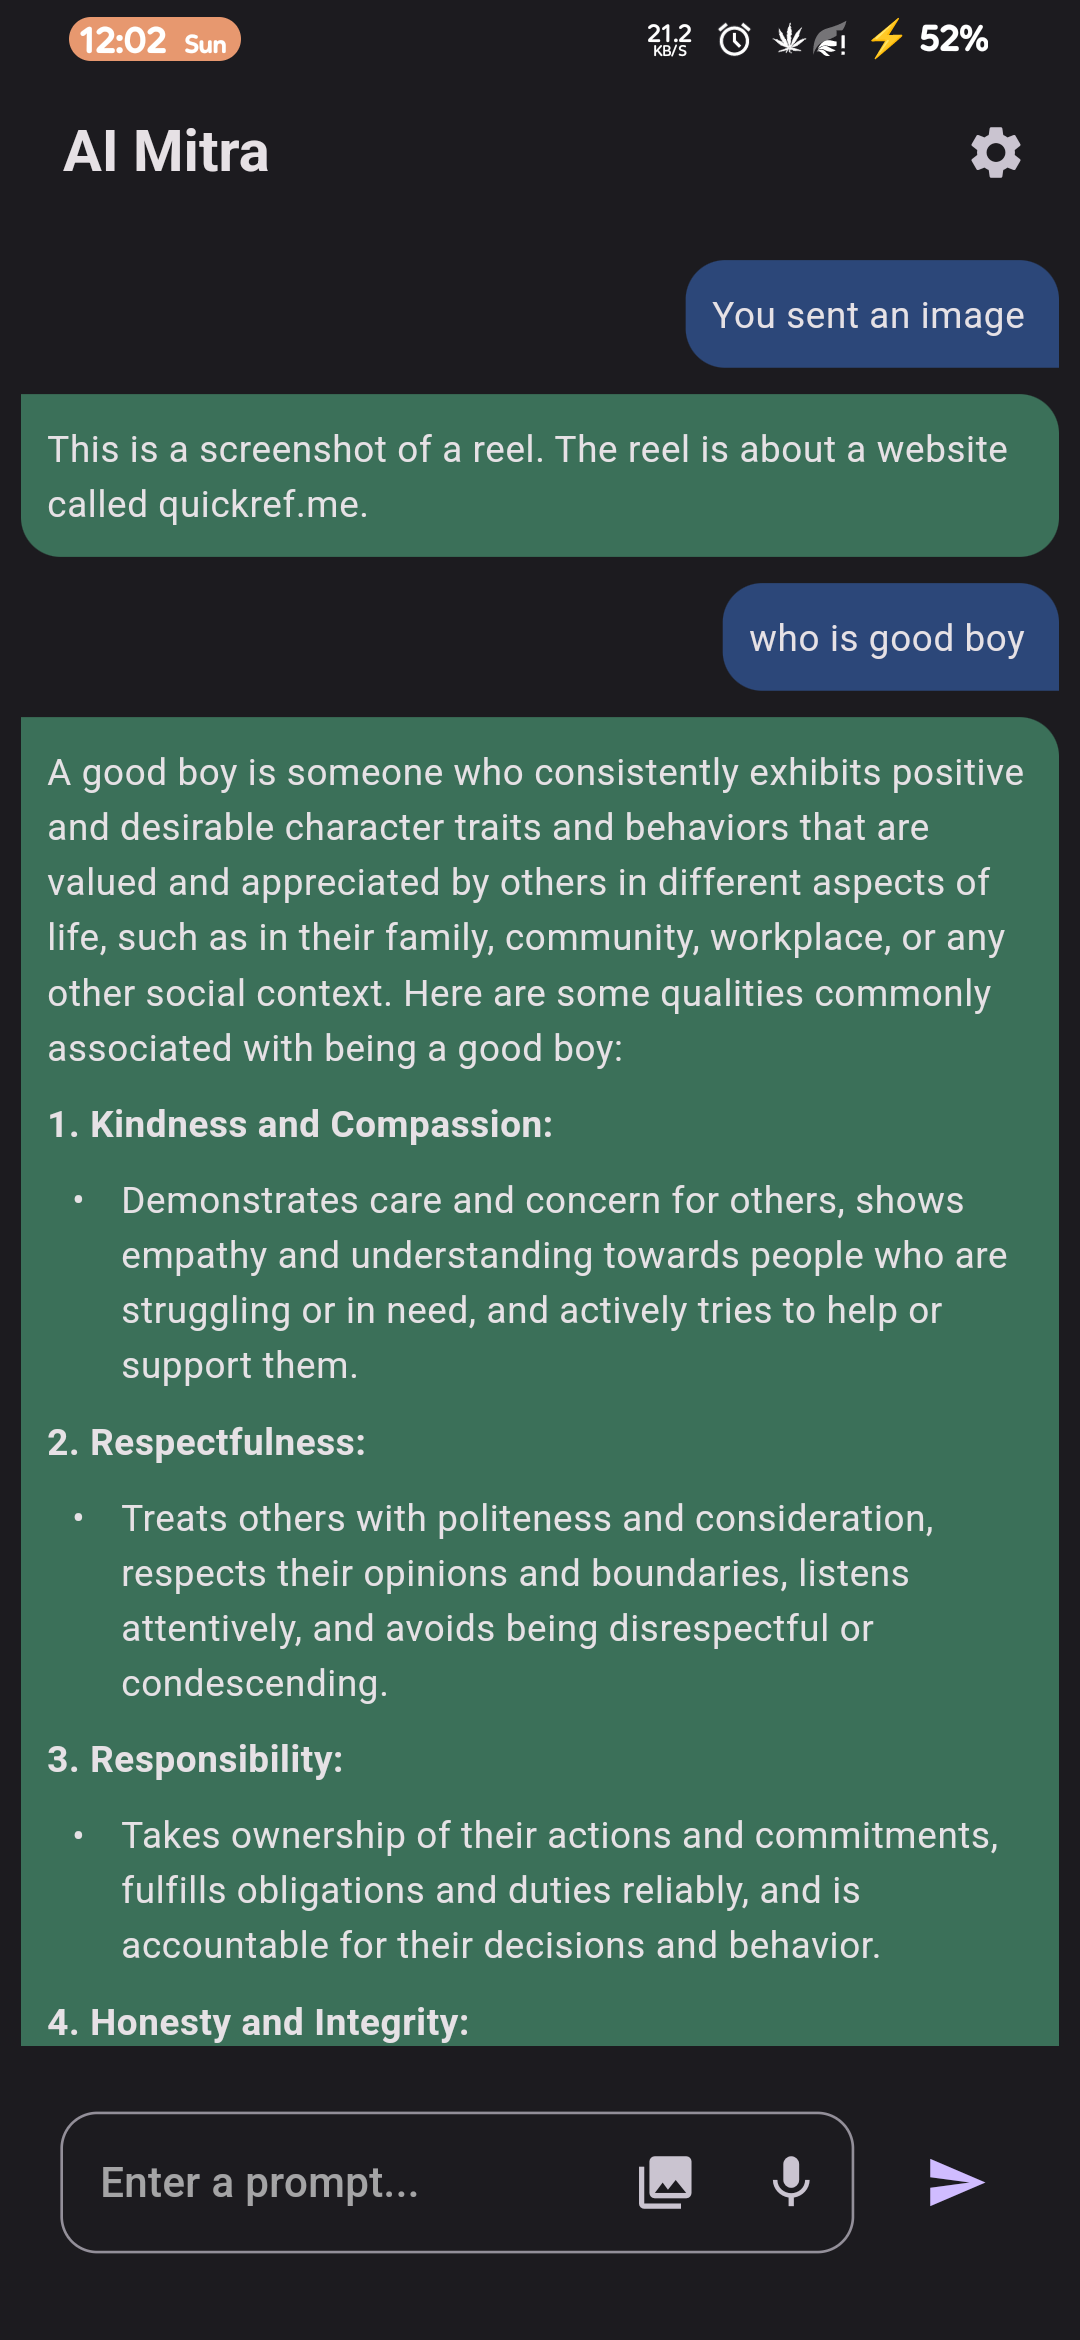 12:02 Sun
21.2
KB/S
52%
AI Mitra
You sent an image
This is a screenshot of a reel. The reel is about a website
called quickref.me.
who is good boy
A good boy is someone who consistently exhibits positive
and desirable character traits and behaviors that are
valued and appreciated by others in different aspects of
life, such as in their family, community, workplace, or any
other social context. Here are some qualities commonly
associated with being a good boy:
1. Kindness and Compassion:
• Demonstrates care and concern for others, shows
empathy and understanding towards people who are
struggling or in need, and actively tries to help or
support them.
2. Respectfulness:
• Treats others with politeness and consideration,
respects their opinions and boundaries, listens
attentively, and avoids being disrespectful or
condescending.
3. Responsibility:
• Takes ownership of their actions and commitments,
fulfills obligations and duties reliably, and is
accountable for their decisions and behavior.
4. Honesty and Integrity:
Enter a prompt...